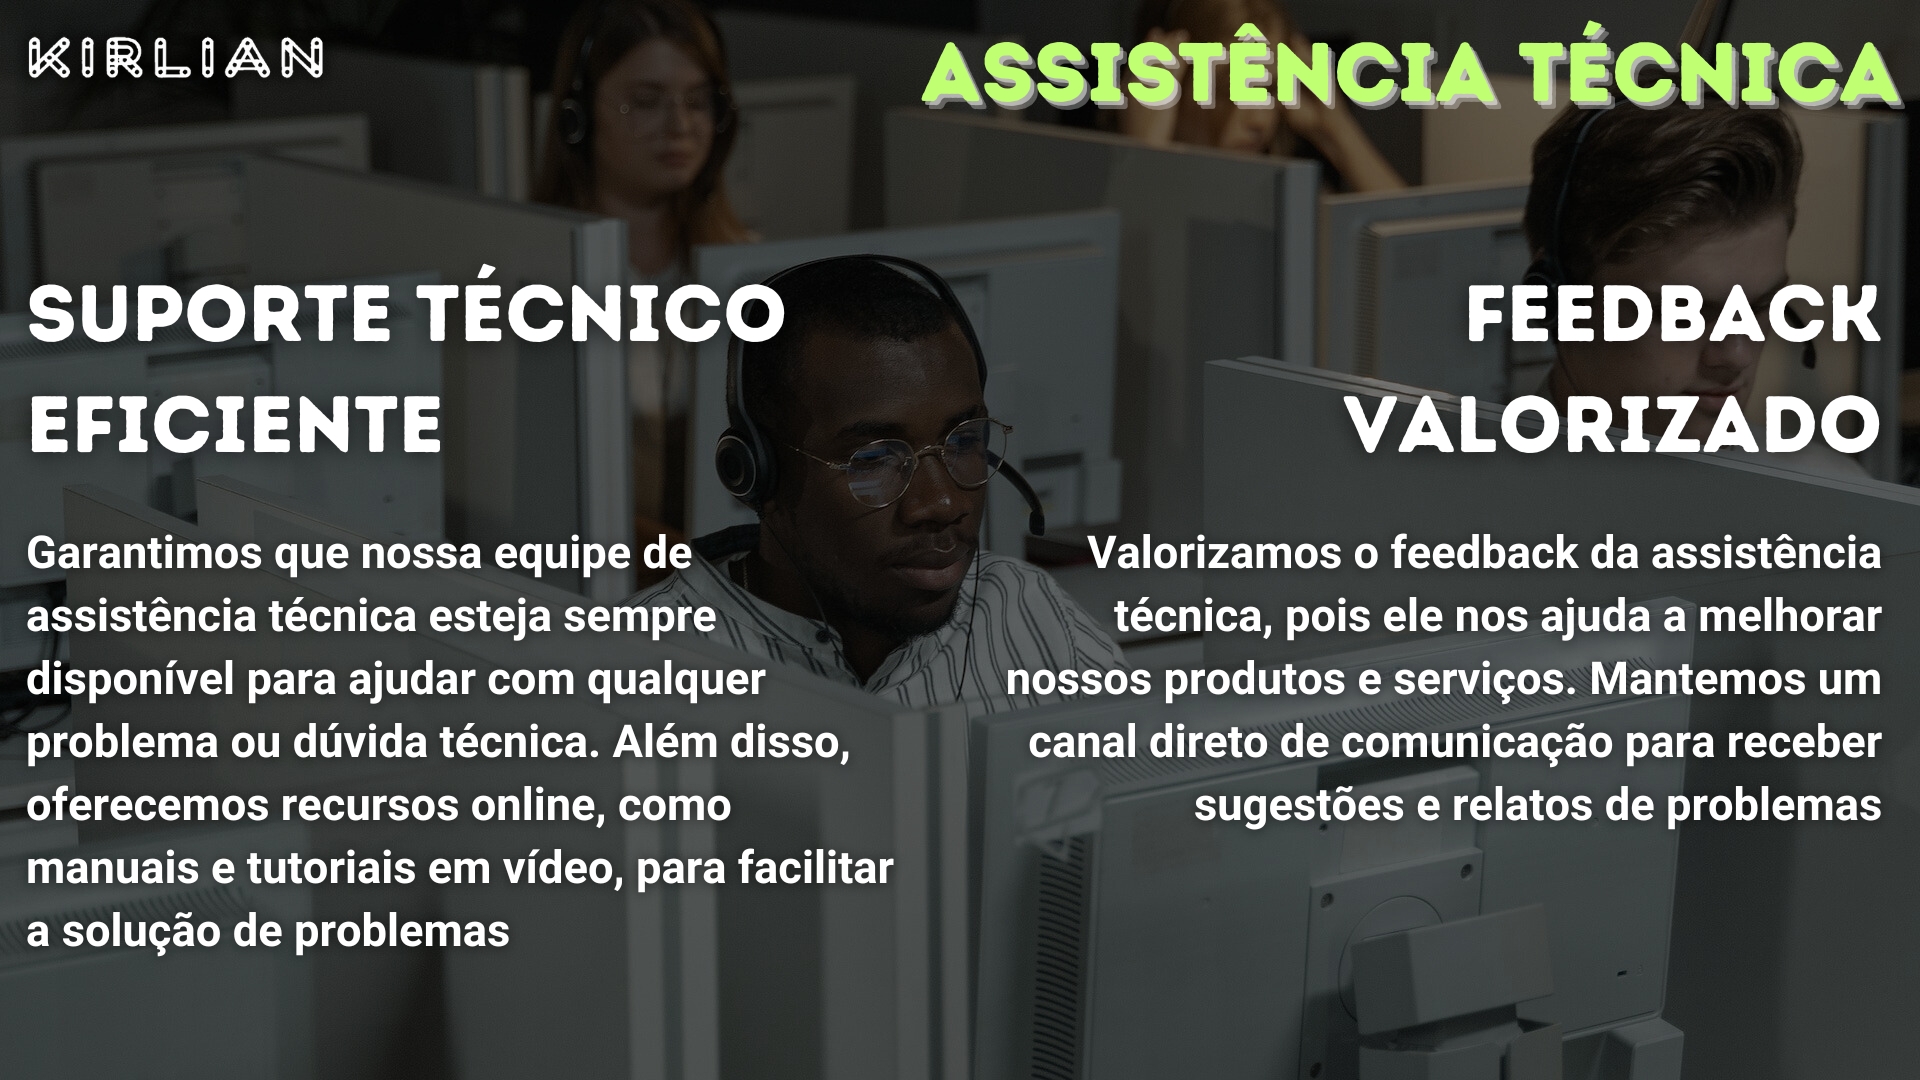 KIRLIAN
ASSISTÊNCIA TÉCNICA
SUPORTE TÉCNICO
EFICIENTE
Garantimos que nossa equipe de
assistência técnica esteja sempre
disponível para ajudar com qualquer
problema ou dúvida técnica. Além disso,
oferecemos recursos online, como
manuais e tutoriais em vídeo, para facilitar
a solução de problemas
FEEDBACK
VALORIZADO
Valorizamos o feedback da assistência
técnica, pois ele nos ajuda a melhorar
nossos produtos e serviços. Mantemos um
canal direto de comunicação para receber
sugestões e relatos de problemas